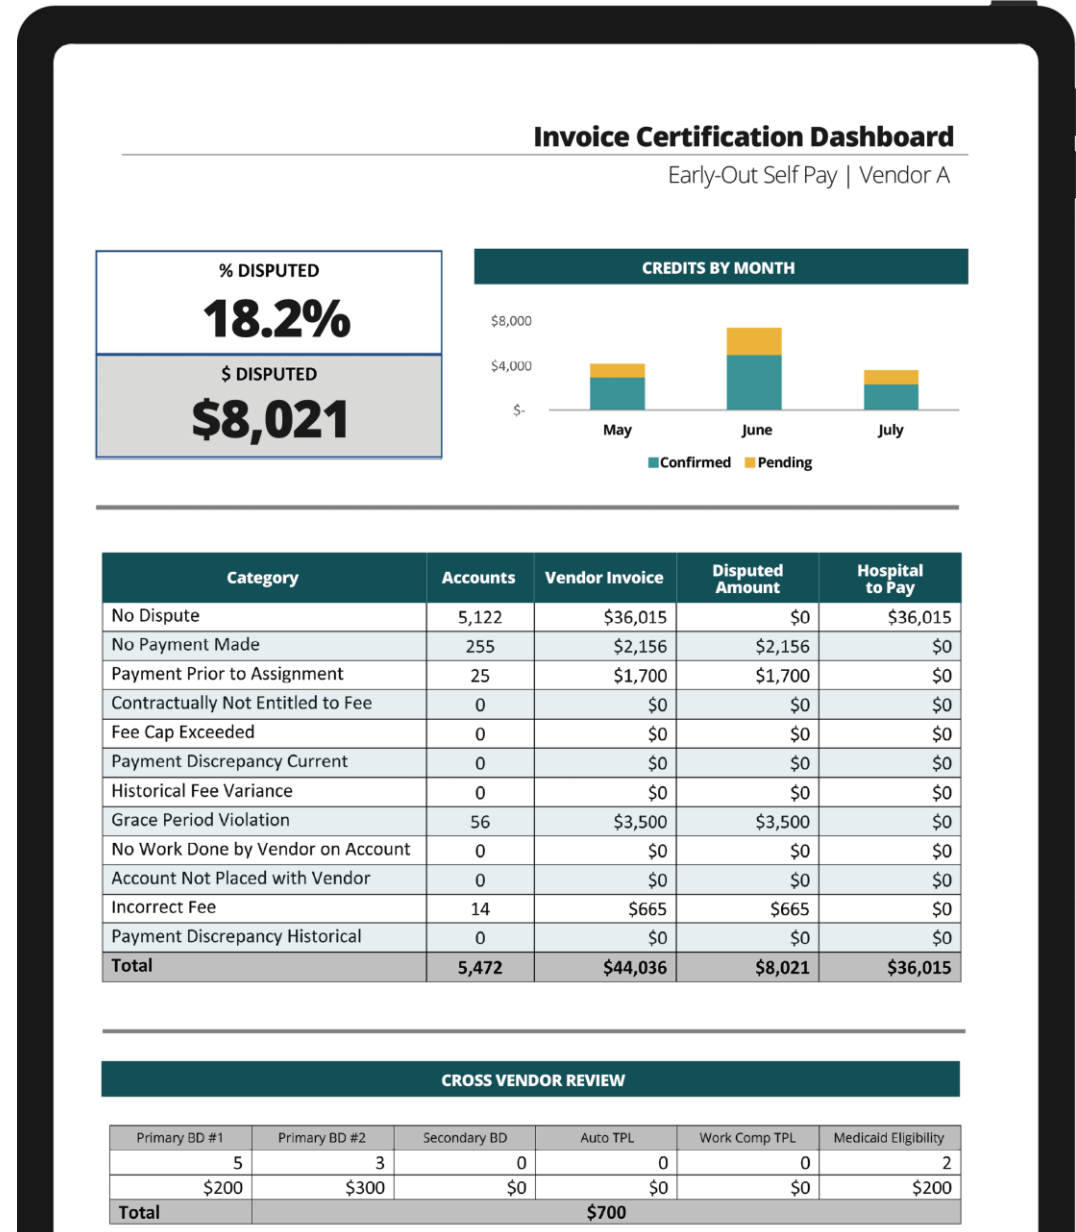 Invoice Certification Dashboard
Early-Out Self Pay | Vendor A
% DISPUTED
18.2%
$ DISPUTED
$8,021
CREDITS BY MONTH
$8,000
$4,000
$-
May June July
Confirmed Pending
Category Accounts Vendor Invoice Disputed Amount Hospital to Pay
No Dispute 5,122 $36,015 $0 $36,015
No Payment Made 255 $2,156 $2,156 $0
Payment Prior to Assignment 25 $1,700 $1,700 $0
Contractually Not Entitled to Fee 0 $0 $0 $0
Fee Cap Exceeded 0 $0 $0 $0
Payment Discrepancy Current 0 $0 $0 $0
Historical Fee Variance 0 $0 $0 $0
Grace Period Violation 56 $3,500 $3,500 $0
No Work Done by Vendor on Account 0 $0 $0 $0
Account Not Placed with Vendor 0 $0 $0 $0
Incorrect Fee 14 $665 $665 $0
Payment Discrepancy Historical 0 $0 $0 $0
Total 5,472 $44,036 $8,021 $36,015
CROSS VENDOR REVIEW
Primary BD #1 Primary BD #2 Secondary BD Auto TPL Work Comp TPL Medicaid Eligibility
5 3 0 0 0 2
$200 $300 $0 $0 $0 $200
Total $700